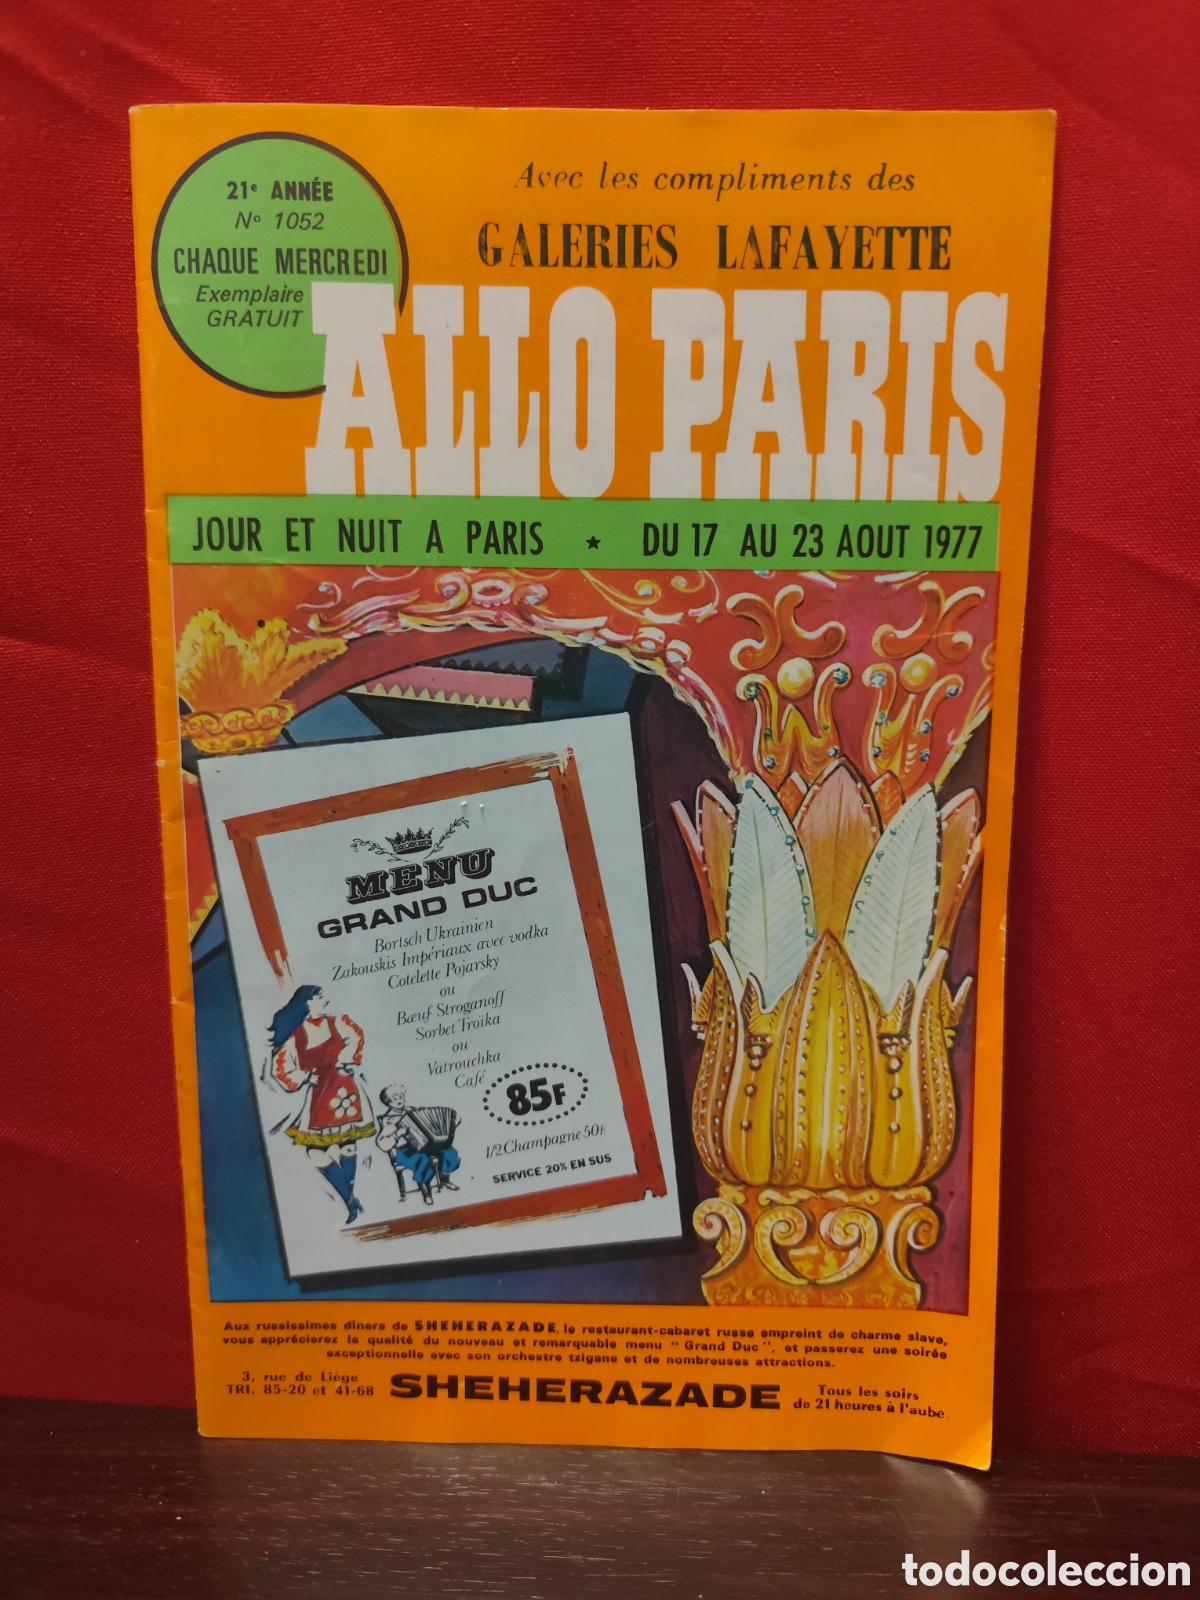 21e ANNÉE
No 1052
CHAQUE MERCREDI
Exemplaire
GRATUIT
Avec les compliments des
GALERIES LAFAYETTE
ALLO PARIS
JOUR ET NUIT A PARIS ★ DU 17 AU 23 AOUT 1977
MENU
GRAND DUC
Bortsch Ukrainien
Zakouskis Impériaux avec vodka
Cotelette Pojarsky
ou
Bœuf Stroganoff
Sorbet Troïka
ou
Vatrouchka
Café
85F
1/2 Champagne 50F.
SERVICE 20% EN SUS
Aux russissimes dîners de SHEHERAZADE, le restaurant-cabaret russe empreint de charme slave,
vous apprécierez la qualité du nouveau et remarquable menu "Grand Duc", et passerez une soirée
exceptionnelle avec son orchestre tzigane et de nombreuses attractions.
3, rue de Liège
TRI. 85-20 et 41-68
SHEHERAZADE
Tous les soirs
de 21 heures à l'aube.
todocoleccion